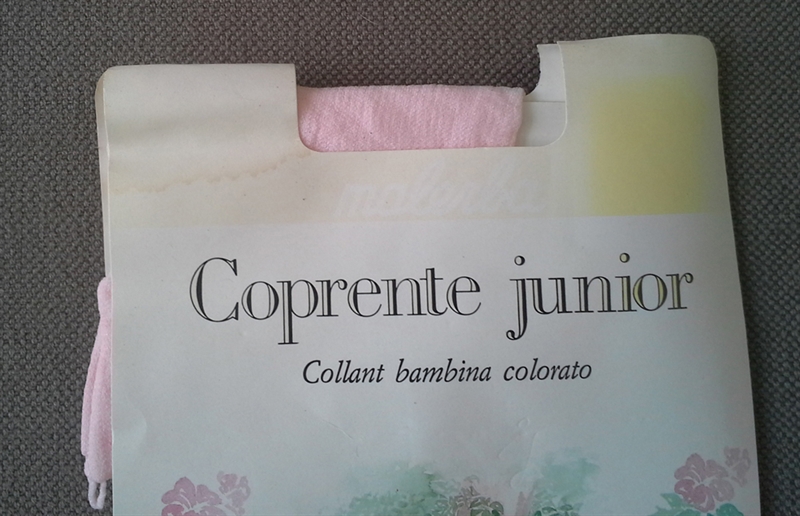 Coprente junior
Collant bambina colorato